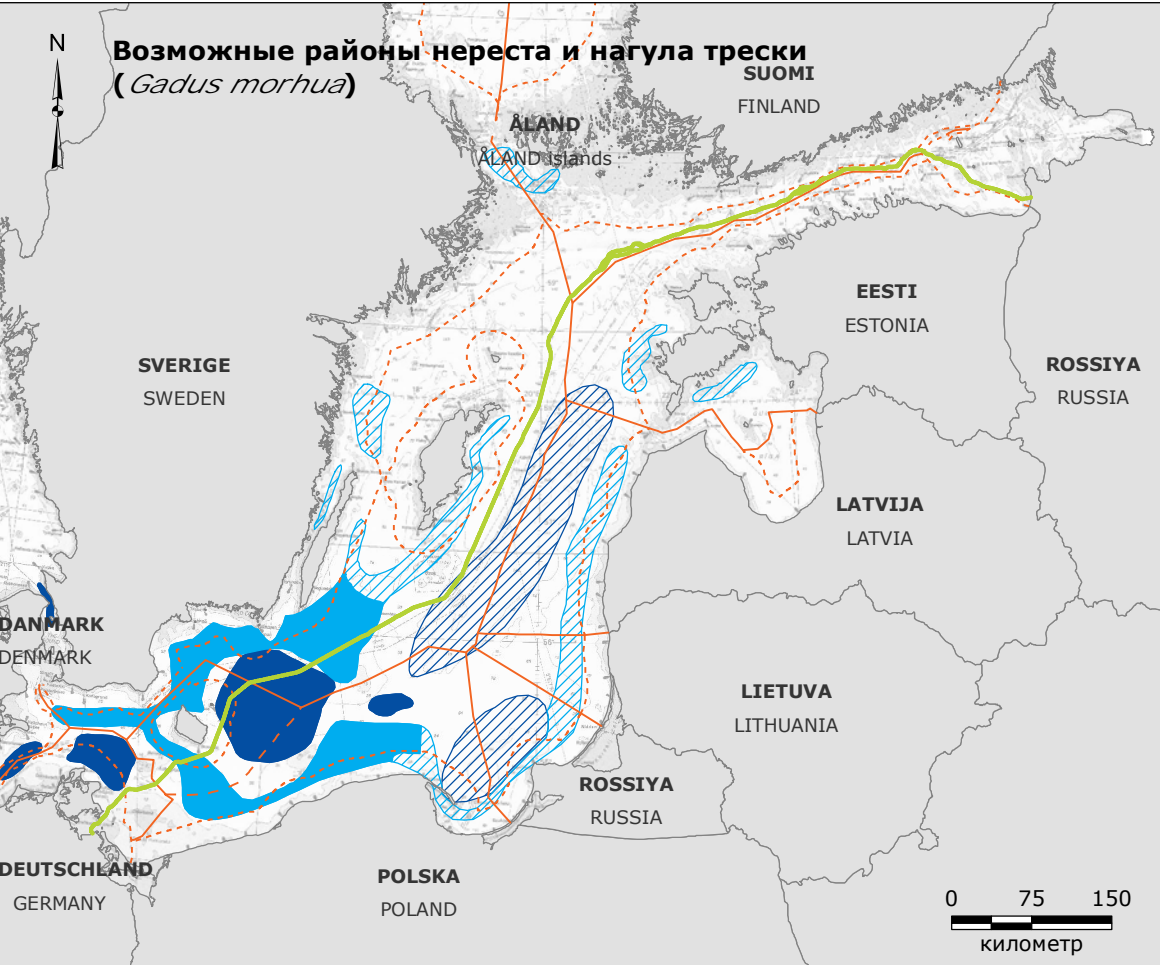 N
Возможные районы нереста и нагула трески
(Gadus morhua)
SUOMI
FINLAND
ÅLAND
ÅLAND islands
EESTI
ESTONIA
SVERIGE
SWEDEN
ROSSIYA
RUSSIA
LATVIJA
LATVIA
DANMARK
DENMARK
LIETUVA
LITHUANIA
ROSSIYA
RUSSIA
DEUTSCHLAND
GERMANY
POLSKA
POLAND
0 75 150
километр